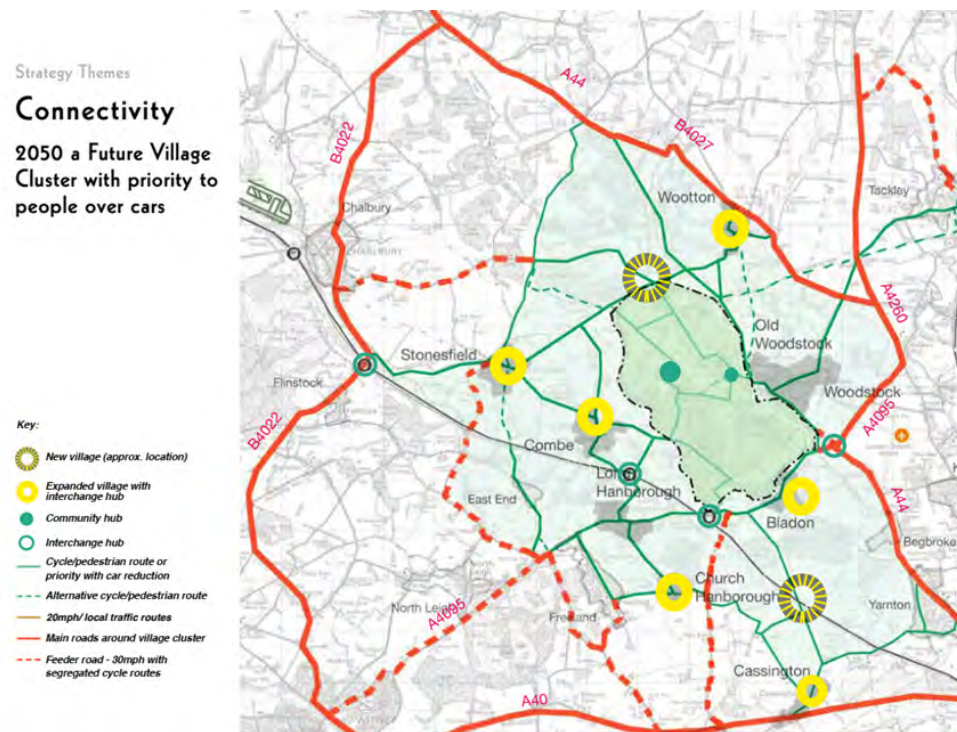 Strategy Themes
Connectivity
2050 a Future Village
Cluster with priority to
people over cars
Key:
New village (approx. location)
Expanded village with
interchange hub
Community hub
Interchange hub
Cycle/pedestrian route or
priority with car reduction
Alternative cycle/pedestrian route
20mph/ local traffic routes
Main roads around village cluster
Feeder road - 30mph with
segregated cycle routes
A44
B4022
B4027
Wootton
Tackley
Chalbury
CHARLBURY
A4260
Old
Woodstock
Stonesfield
Woodstock
Flinstock
A4095
B4022
Combe
Long
Hanborough
East End
A44
Bladon
Begbroke
Church
Hanborough
North Leigh
A4095
Freeland
Yarnton
Cassington
A40